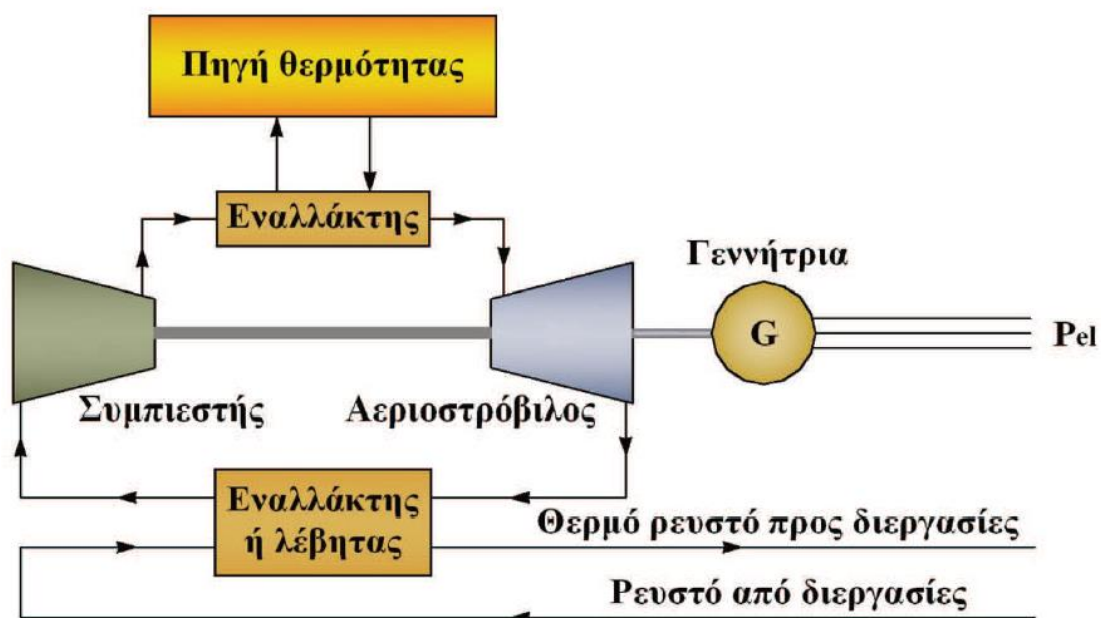 Πηγή θερμότητας
Εναλλάκτης
Γεννήτρια
G
Pel
Συμπιεστής
Αεριοστρόβιλος
Εναλλάκτης
ή λέβητας
Θερμό ρευστό προς διεργασίες
Ρευστό από διεργασίες